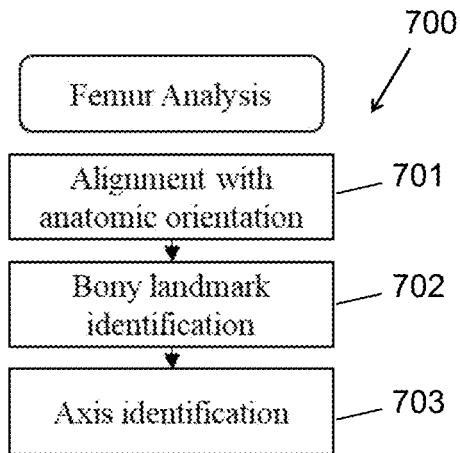 700
Femur Analysis
Alignment with
anatomic orientation
701
Bony landmark
identification
702
Axis identification
703